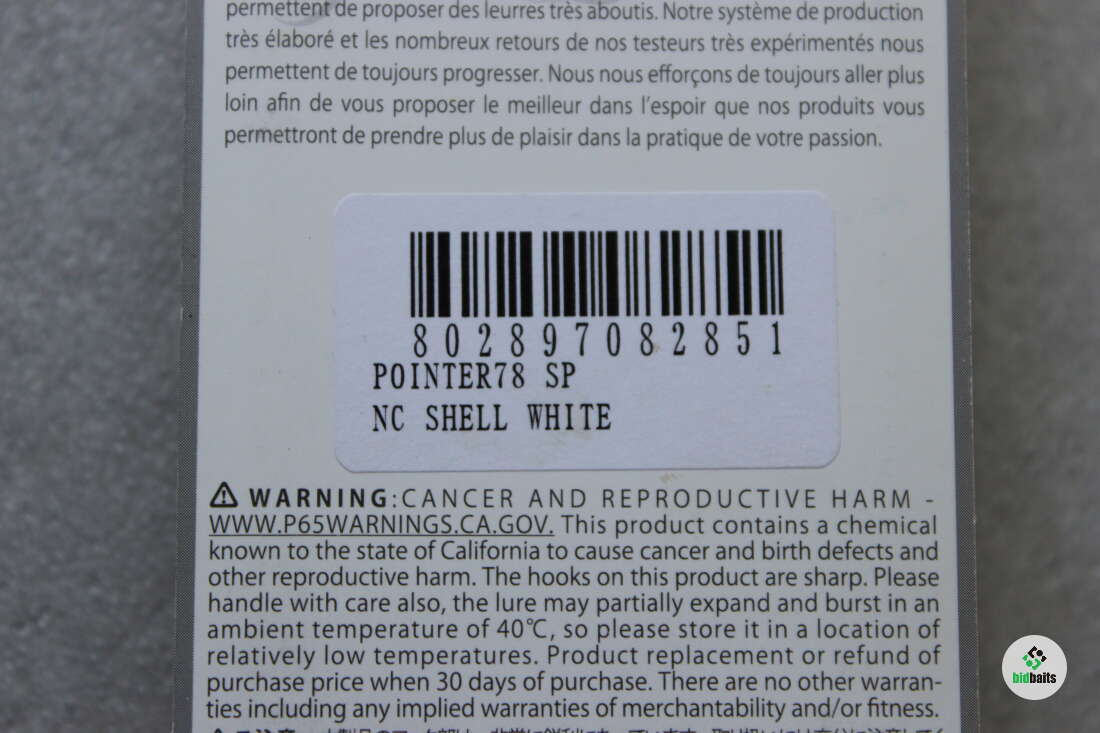 permettent de proposer des leurres très aboutis. Notre système de production
très élaboré et les nombreux retours de nos testeurs très expérimentés nous
permettent de toujours progresser. Nous nous efforçons de toujours aller plus
loin afin de vous proposer le meilleur dans l'espoir que nos produits vous
permettront de prendre plus de plaisir dans la pratique de votre passion.
802897082851
POINTER78 SP
NC SHELL WHITE
⚠ WARNING:CANCER AND REPRODUCTIVE HARM -
WWW.P65WARNINGS.CA.GOV. This product contains a chemical
known to the state of California to cause cancer and birth defects and
other reproductive harm. The hooks on this product are sharp. Please
handle with care also, the lure may partially expand and burst in an
ambient temperature of 40℃, so please store it in a location of
relatively low temperatures. Product replacement or refund of
purchase price when 30 days of purchase. There are no other warran-
ties including any implied warranties of merchantability and/or fitness.
bidbaits